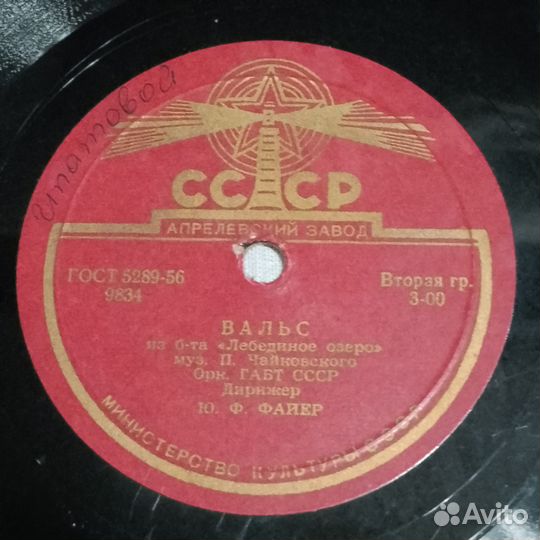 Ипатовой
СССР
АПРЕЛЕВСКИЙ ЗАВОД
ГОСТ 5289-56
9834
Вторая гр.
3-00
ВАЛЬС
из б-та «Лебединое озеро»
муз. П. Чайковского
Орк. ГАБТ СССР
Дирижер
Ю. Ф. ФАЙЕР
МИНИСТЕРСТВО КУЛЬТУРЫ СССР
Avito